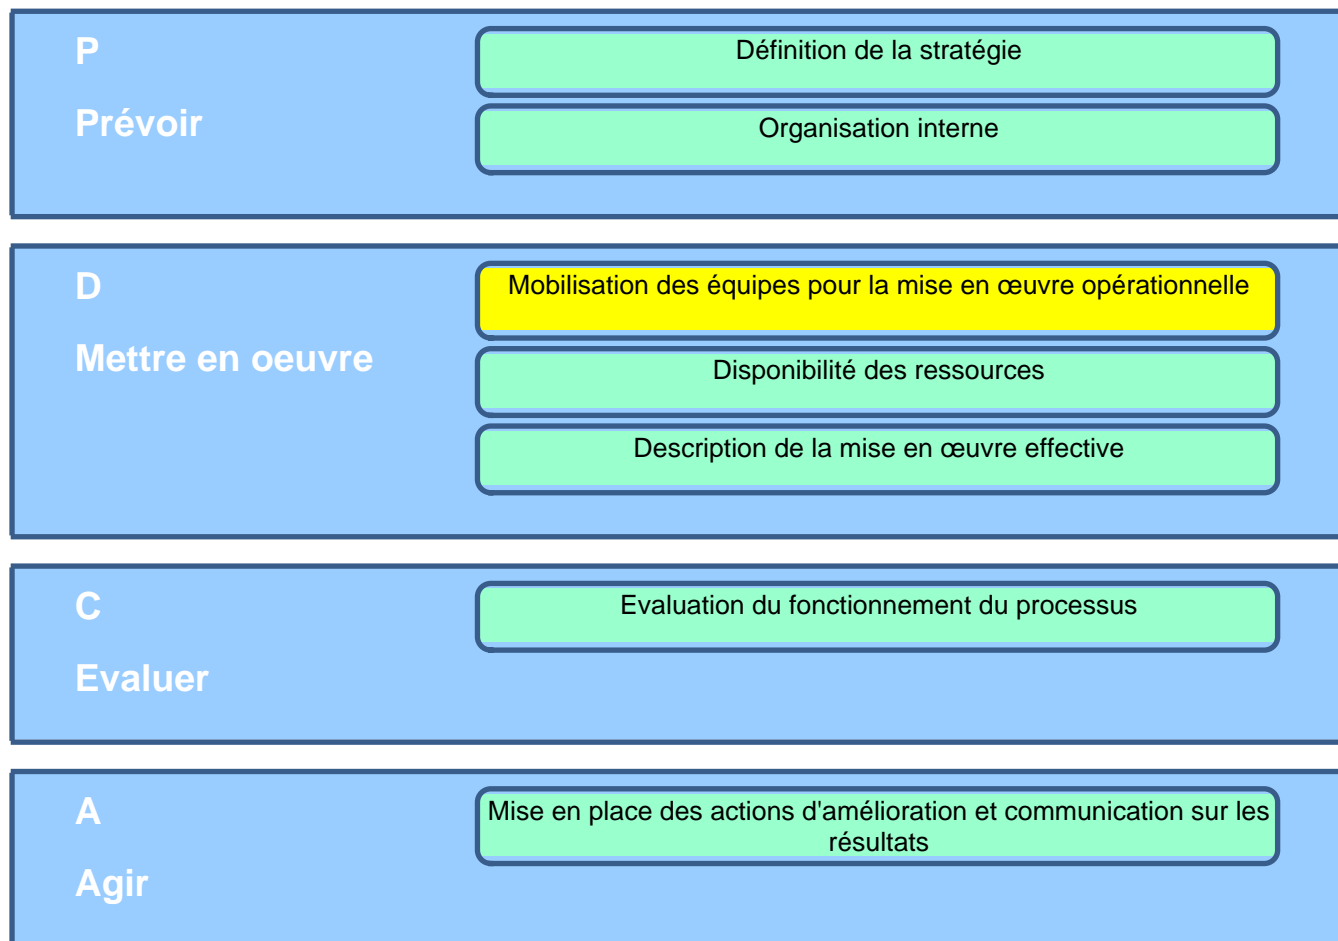 P
Prévoir
Définition de la stratégie
Organisation interne
D
Mettre en oeuvre
Mobilisation des équipes pour la mise en œuvre opérationnelle
Disponibilité des ressources
Description de la mise en œuvre effective
C
Evaluer
Evaluation du fonctionnement du processus
A
Agir
Mise en place des actions d'amélioration et communication sur les
résultats